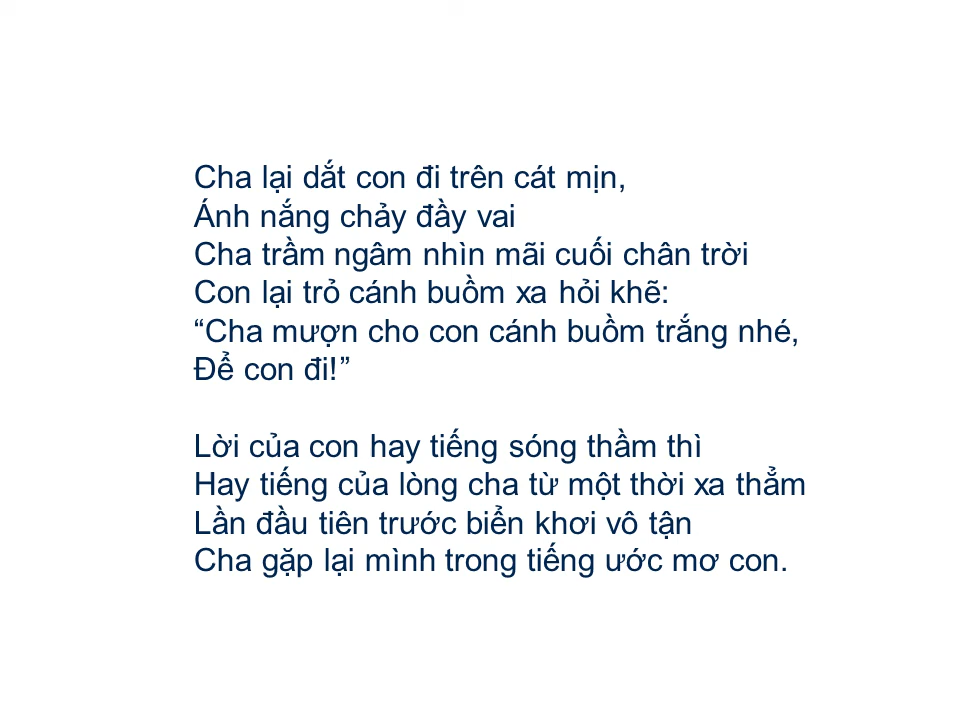 Cha lại dắt con đi trên cát mịn,
Ánh nắng chảy đầy vai
Cha trầm ngâm nhìn mãi cuối chân trời
Con lại trỏ cánh buồm xa hỏi khẽ:
“Cha mượn cho con cánh buồm trắng nhé,
Để con đi!”

Lời của con hay tiếng sóng thầm thì
Hay tiếng của lòng cha từ một thời xa thẳm
Lần đầu tiên trước biển khơi vô tận
Cha gặp lại mình trong tiếng ước mơ con.